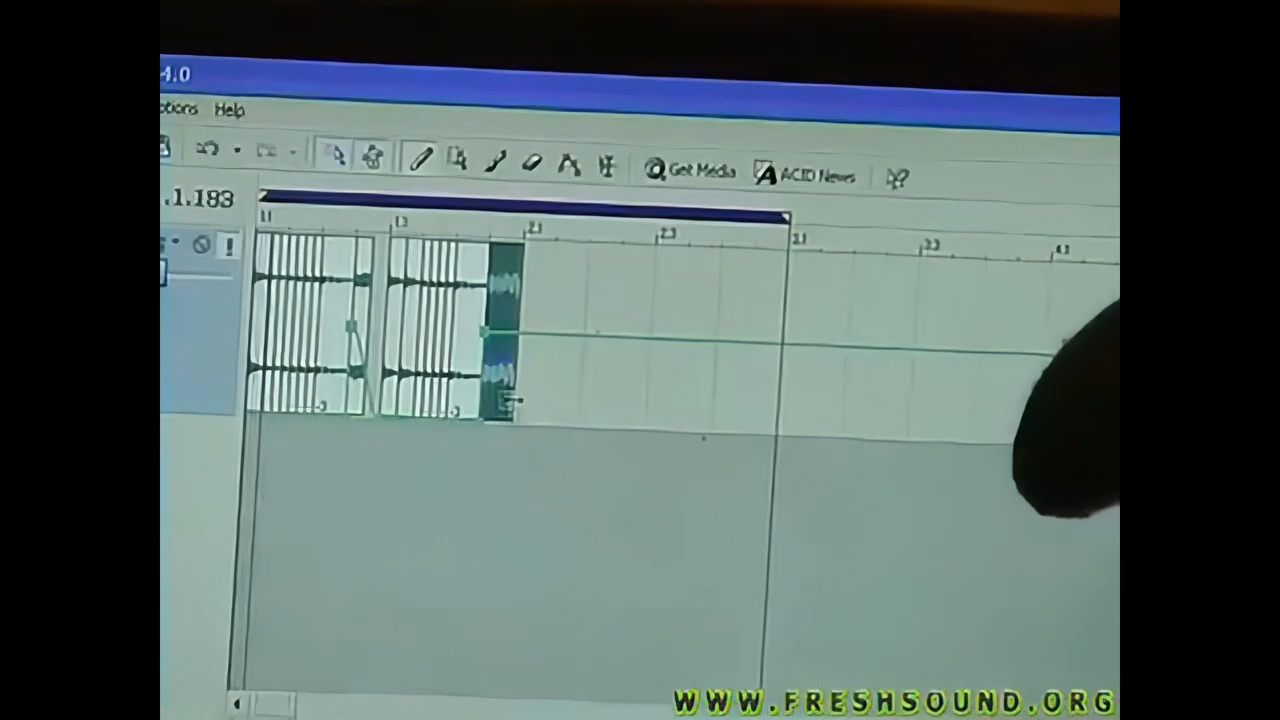 4.0
ptions Help
Get Media ACID News
.1.183
1.1 1.3 2.1 2.3 3.1 3.3 4.1
WWW.FRESHSOUND.ORG